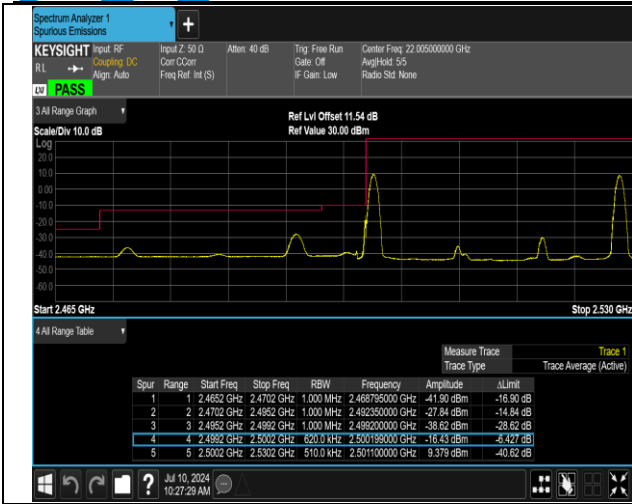 Spectrum Analyzer 1
Spurious Emissions
+
KEYSIGHT Input: RF Input Z: 50 Ω Atten: 40 dB Trig: Free Run Center Freq: 22.005000000 GHz
RL Coupling: DC Corr CCorr Gate: Off Avg|Hold: 5/5
Align: Auto Freq Ref: Int (S) IF Gain: Low Radio Std: None
LXI PASS
3 All Range Graph Ref Lvl Offset 11.54 dB
Scale/Div 10.0 dB Ref Value 30.00 dBm
Log
20.0
10.0
0.00
-10.0
-20.0
-30.0
-40.0
-50.0
-60.0
Start 2.465 GHz Stop 2.530 GHz
4 All Range Table
Measure Trace Trace 1
Trace Type Trace Average (Active)
Spur Range Start Freq Stop Freq RBW Frequency Amplitude ΔLimit
1 1 2.4652 GHz 2.4702 GHz 1.000 MHz 2.468795000 GHz -41.90 dBm -16.90 dB
2 2 2.4702 GHz 2.4952 GHz 1.000 MHz 2.492350000 GHz -27.84 dBm -14.84 dB
3 3 2.4952 GHz 2.4992 GHz 1.000 MHz 2.499200000 GHz -38.62 dBm -28.62 dB
4 4 2.4992 GHz 2.5002 GHz 620.0 kHz 2.500199000 GHz -16.43 dBm -6.427 dB
5 5 2.5002 GHz 2.5302 GHz 510.0 kHz 2.501100000 GHz 9.379 dBm -40.62 dB
? Jul 10, 2024
10:27:29 AM